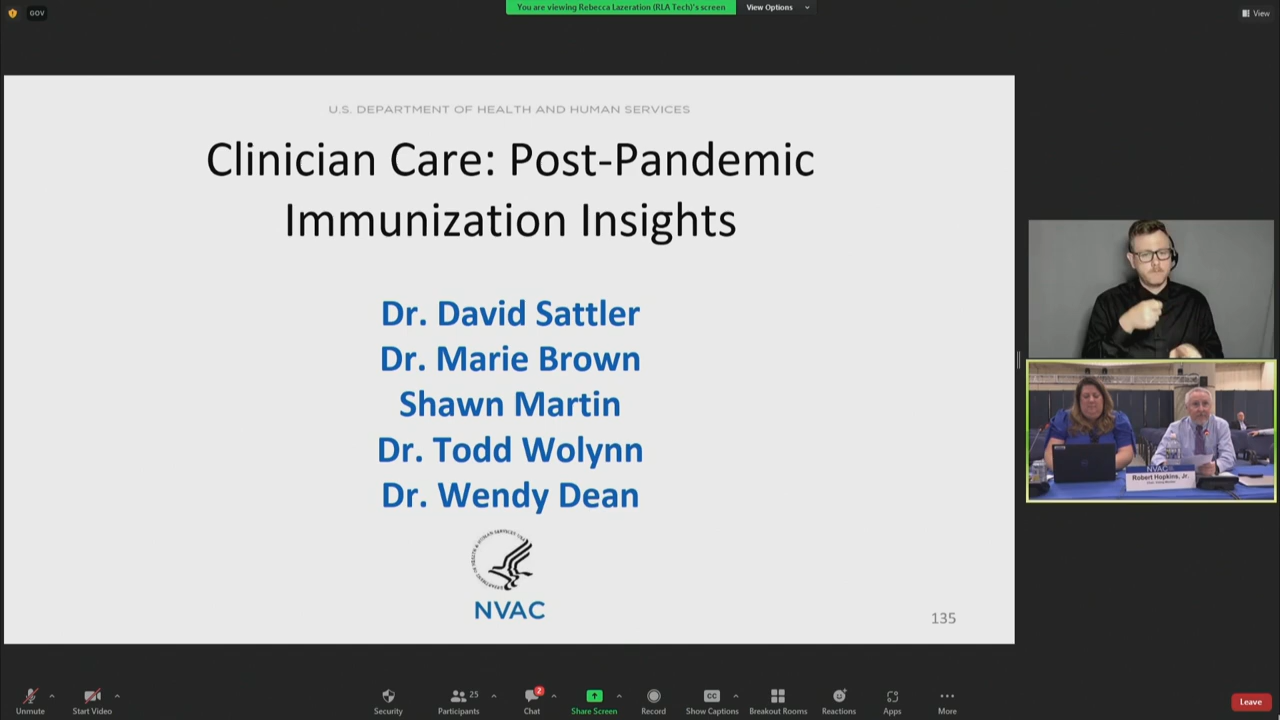 GOV
You are viewing Rebecca Lazeration (RLA Tech)'s screen
View Options
View
U.S. DEPARTMENT OF HEALTH AND HUMAN SERVICES
Clinician Care: Post-Pandemic
Immunization Insights
Dr. David Sattler
Dr. Marie Brown
Shawn Martin
Dr. Todd Wolynn
Dr. Wendy Dean
NVAC
135
NVAC
Robert Hopkins, Jr.
Unmute
Start Video
Security
Participants
25
Chat
2
Share Screen
Record
CC
Show Captions
Breakout Rooms
Reactions
Apps
More
Leave